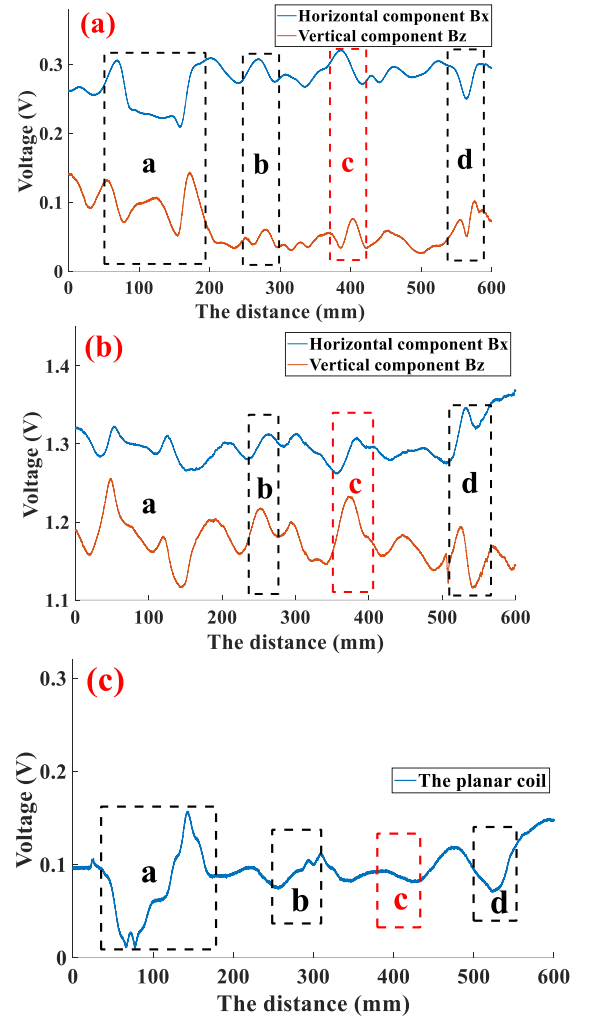 (a)
Horizontal component Bx
Vertical component Bz
Voltage (V)
0.3
0.2
0.1
0
a
b
c
d
0 100 200 300 400 500 600
The distance (mm)
(b)
Horizontal component Bx
Vertical component Bz
Voltage (V)
1.4
1.3
1.2
1.1
a
b
c
d
0 100 200 300 400 500 600
The distance (mm)
(c)
The planar coil
Voltage (V)
0.3
0.2
0.1
0
a
b
c
d
0 100 200 300 400 500 600
The distance (mm)